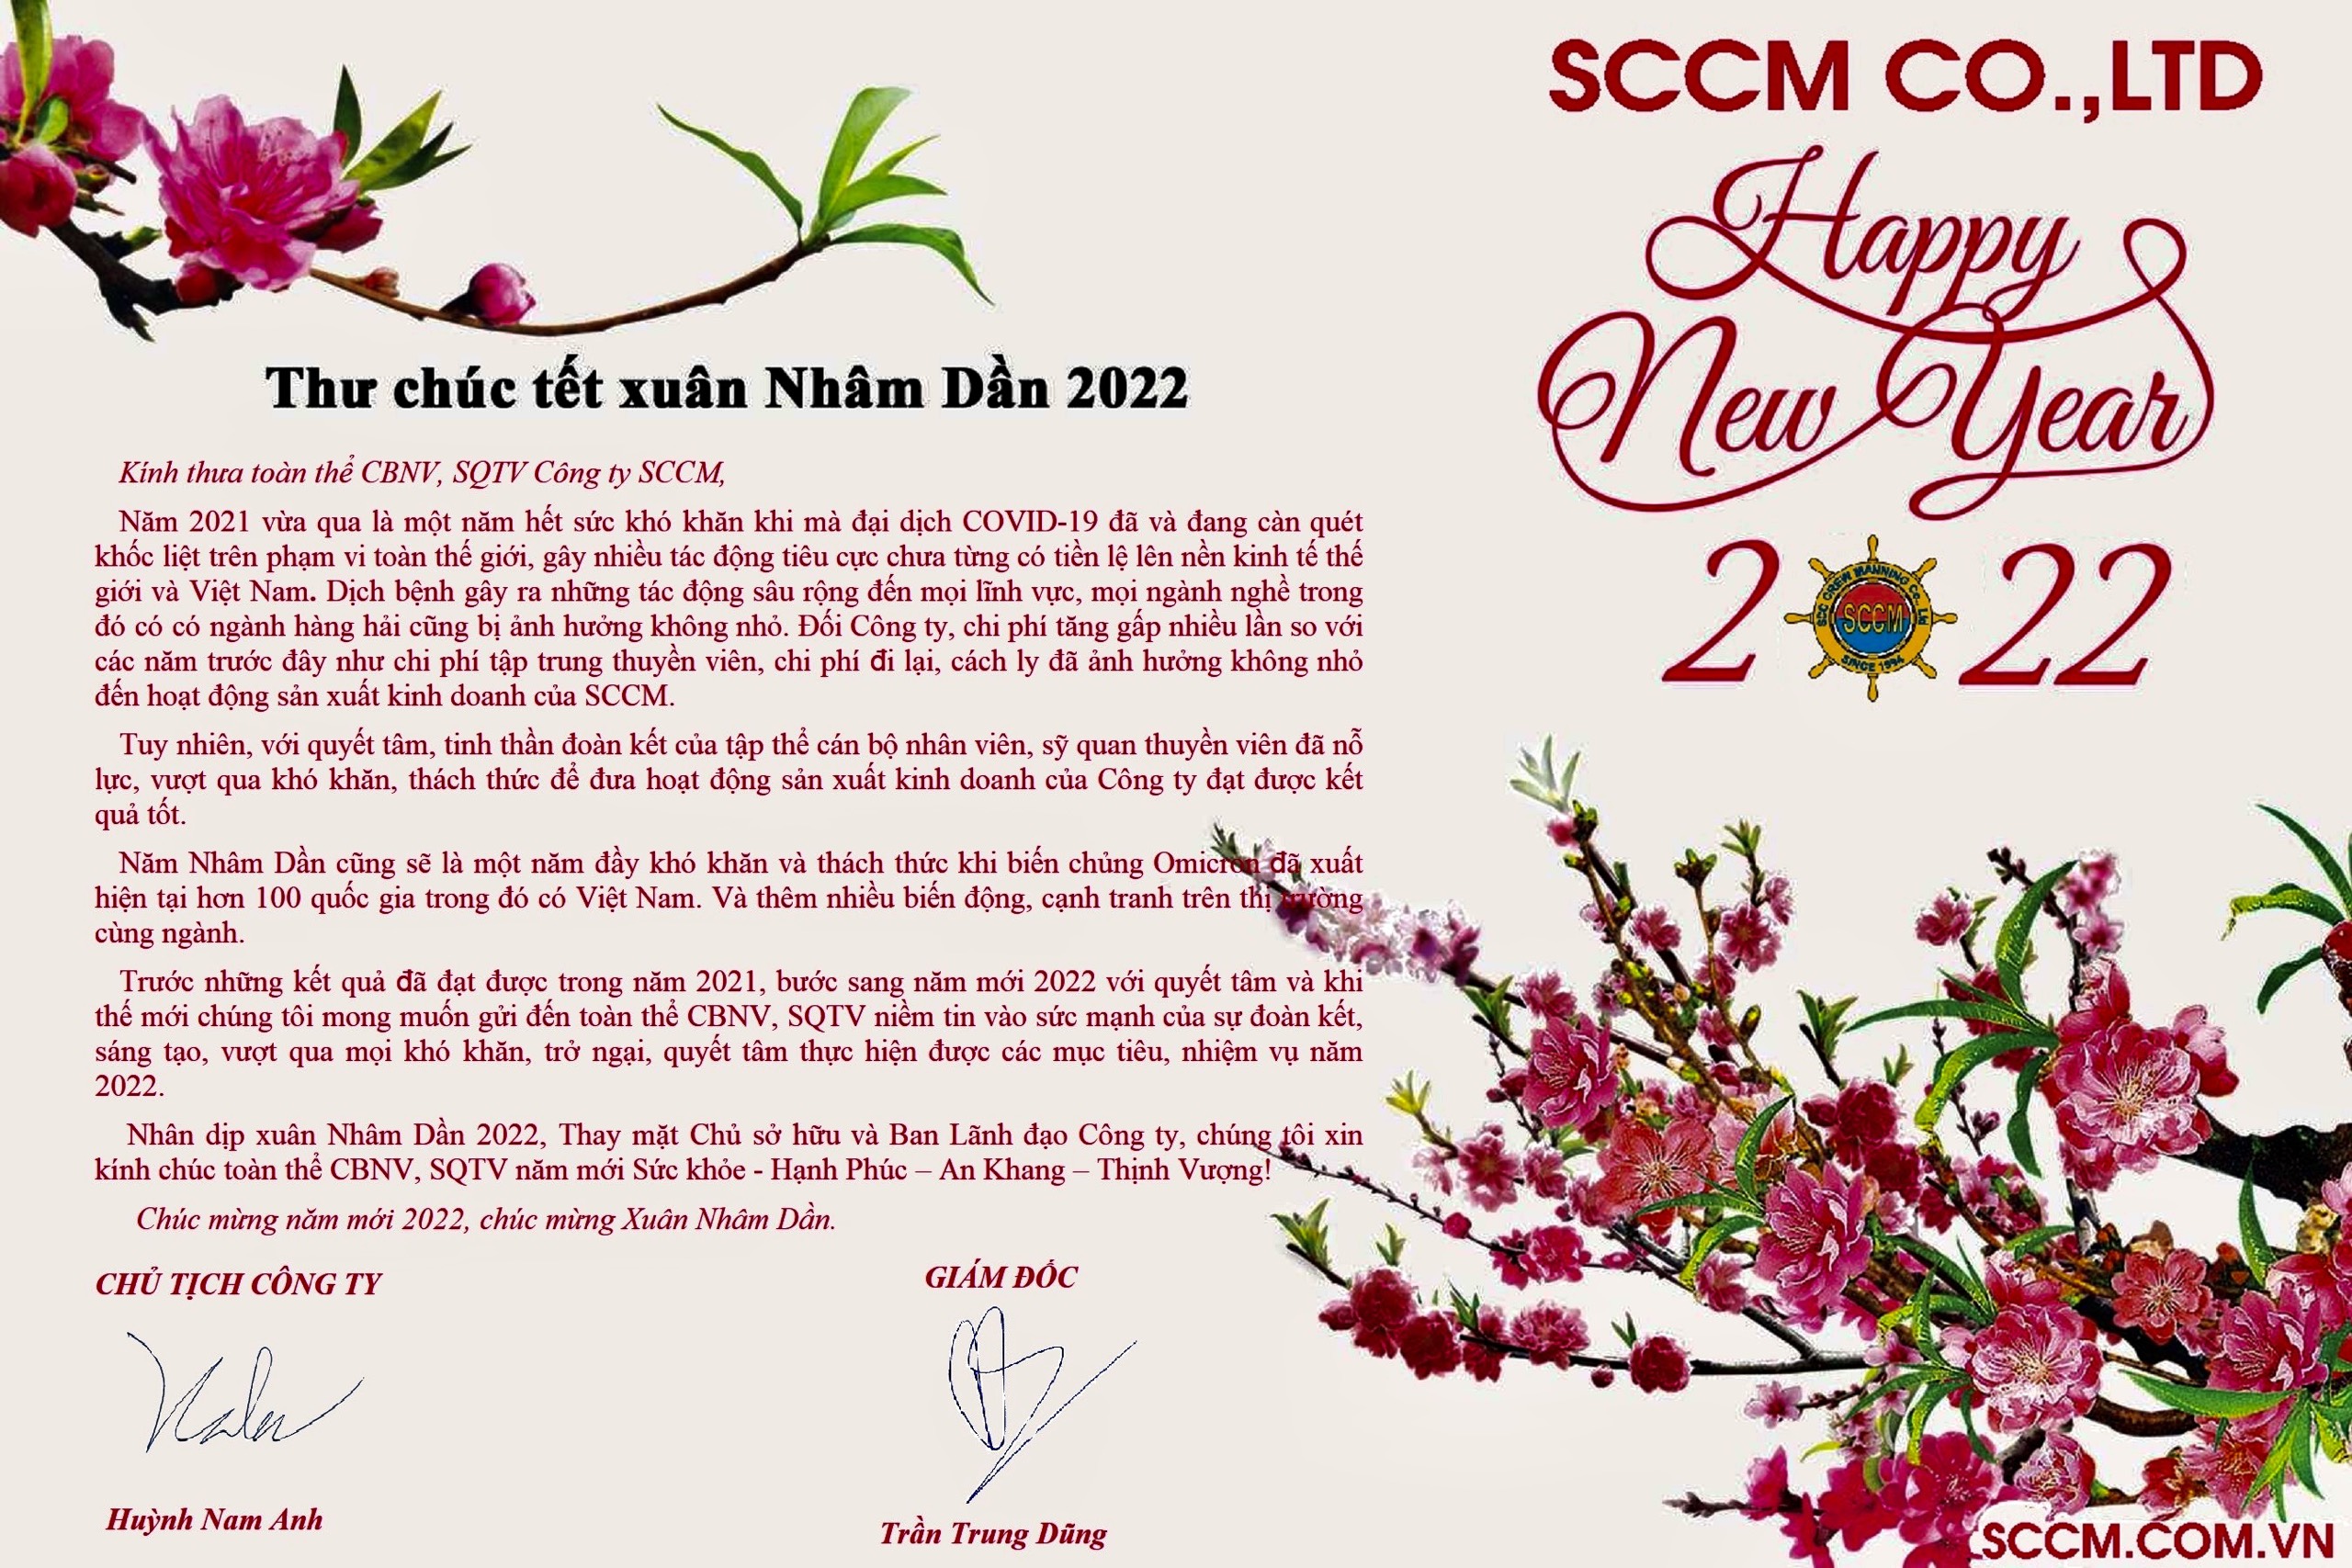 Thư chúc tết xuân Nhâm Dần 2022
Kính thưa toàn thể CBNV, SQTV Công ty SCCM,
Năm 2021 vừa qua là một năm hết sức khó khăn khi mà đại dịch COVID-19 đã và đang càn quét
khốc liệt trên phạm vi toàn thế giới, gây nhiều tác động tiêu cực chưa từng có tiền lệ lên nền kinh tế thế
giới và Việt Nam. Dịch bệnh gây ra những tác động sâu rộng đến mọi lĩnh vực, mọi ngành nghề trong
đó có có ngành hàng hải cũng bị ảnh hưởng không nhỏ. Đối Công ty, chi phí tăng gấp nhiều lần so với
các năm trước đây như chi phí tập trung thuyền viên, chi phí đi lại, cách ly đã ảnh hưởng không nhỏ
đến hoạt động sản xuất kinh doanh của SCCM.
Tuy nhiên, với quyết tâm, tinh thần đoàn kết của tập thể cán bộ nhân viên, sỹ quan thuyền viên đã nỗ
lực, vượt qua khó khăn, thách thức để đưa hoạt động sản xuất kinh doanh của Công ty đạt được kết
quả tốt.
Năm Nhâm Dần cũng sẽ là một năm đầy khó khăn và thách thức khi biến chủng Omicron đã xuất
hiện tại hơn 100 quốc gia trong đó có Việt Nam. Và thêm nhiều biến động, cạnh tranh trên thị trường
cùng ngành.
Trước những kết quả đã đạt được trong năm 2021, bước sang năm mới 2022 với quyết tâm và khi
thế mới chúng tôi mong muốn gửi đến toàn thể CBNV, SQTV niềm tin vào sức mạnh của sự đoàn kết,
sáng tạo, vượt qua mọi khó khăn, trở ngại, quyết tâm thực hiện được các mục tiêu, nhiệm vụ năm
2022.
Nhân dịp xuân Nhâm Dần 2022, Thay mặt Chủ sở hữu và Ban Lãnh đạo Công ty, chúng tôi xin
kính chúc toàn thể CBNV, SQTV năm mới Sức khỏe - Hạnh Phúc – An Khang – Thịnh Vượng!
Chúc mừng năm mới 2022, chúc mừng Xuân Nhâm Dần.
CHỦ TỊCH CÔNG TY
GIÁM ĐỐC
Huỳnh Nam Anh
Trần Trung Dũng
SCCM CO.,LTD
Happy
New Year
2 22
SCC CREW MANNING Co., Ltd
SCCM
SINCE 1994
SCCM.COM.VN